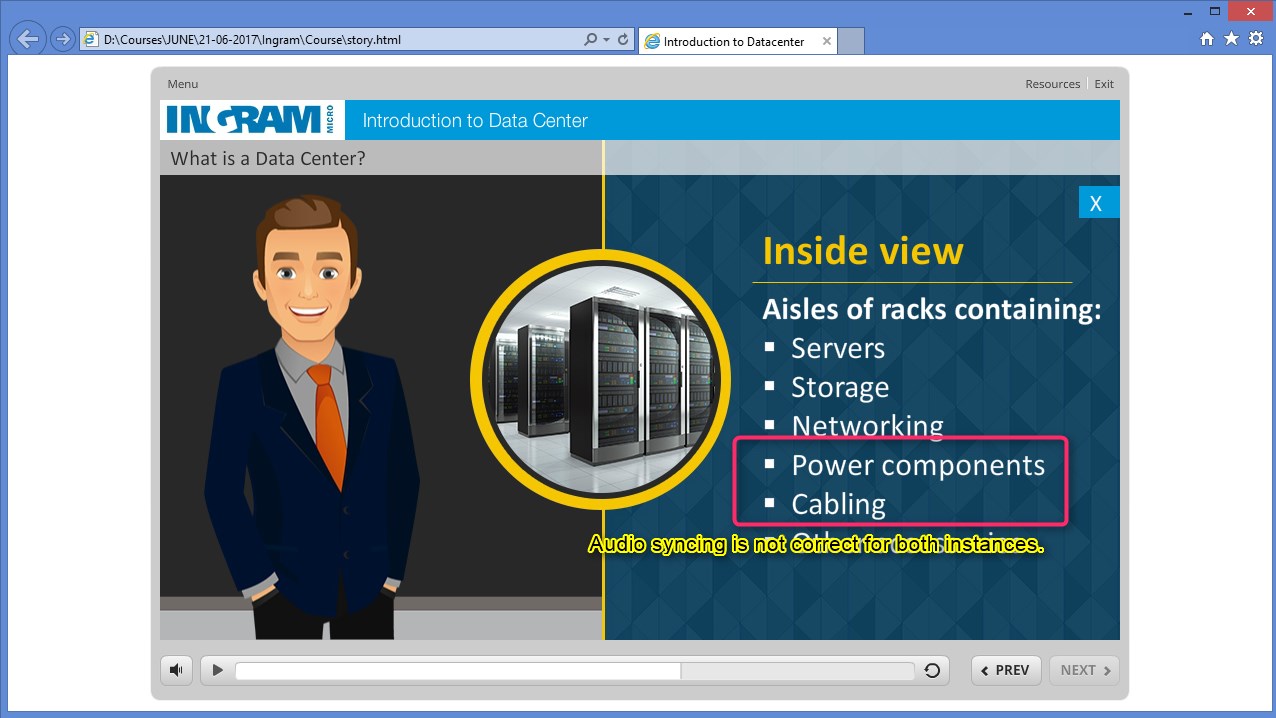 D:\Courses\JUNE\21-06-2017\Ingram\Course\story.html
Introduction to Datacenter
Menu
Resources
Exit
INGRAM MICRO
Introduction to Data Center
What is a Data Center?
X
Inside view
Aisles of racks containing:
Servers
Storage
Networking
Power components
Cabling
Audio syncing is not correct for both instances.
PREV
NEXT